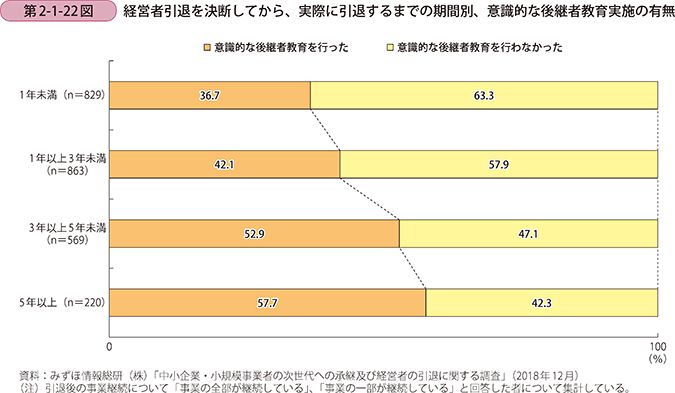 第2-1-22図 経営者引退を決断してから、実際に引退するまでの期間別、意識的な後継者教育実施の有無
意識的な後継者教育を行った 意識的な後継者教育を行わなかった
1年未満(n=829) 36.7 63.3
1年以上3年未満
(n=863) 42.1 57.9
3年以上5年未満
(n=569) 52.9 47.1
5年以上(n=220) 57.7 42.3
0 100
(%)
資料:みずほ情報総研(株)「中小企業・小規模事業者の次世代への承継及び経営者の引退に関する調査」(2018年12月)
(注)引退後の事業継続について「事業の全部が継続している」、「事業の一部が継続している」と回答した者について集計している。